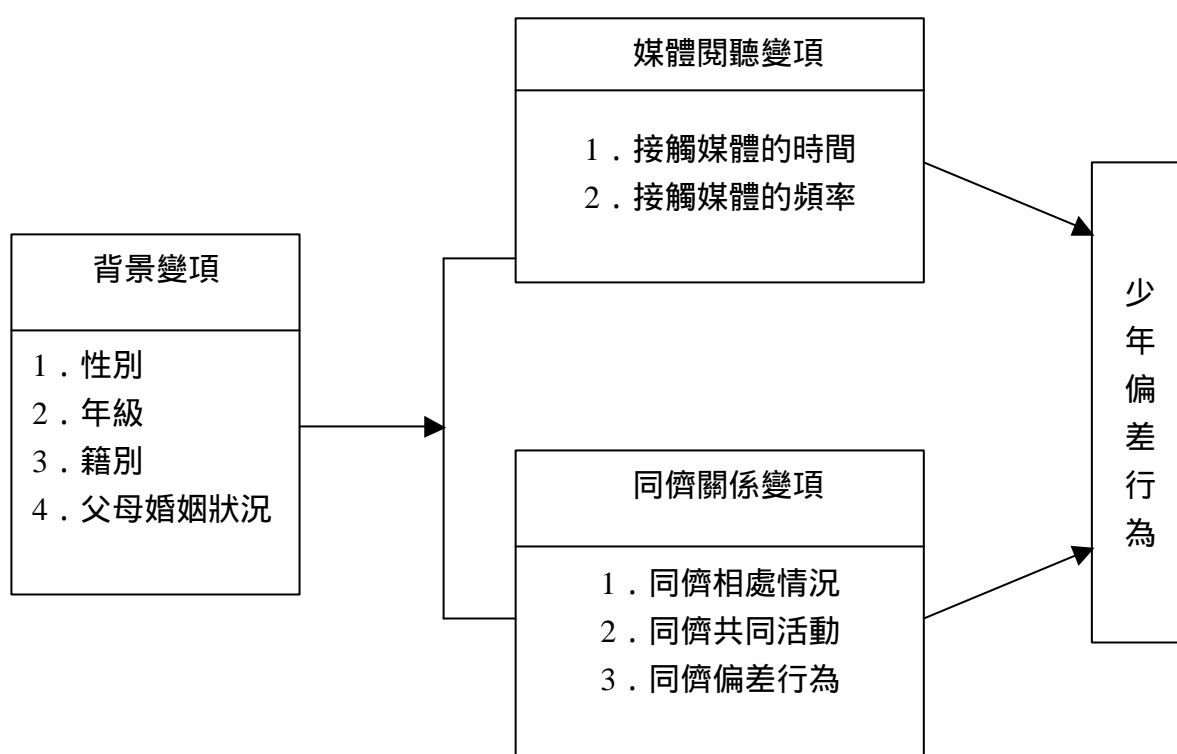 背景變項
1．性別
2．年級
3．籍別
4．父母婚姻狀況
媒體閱聽變項
1．接觸媒體的時間
2．接觸媒體的頻率
同儕關係變項
1．同儕相處情況
2．同儕共同活動
3．同儕偏差行為
少年偏差行為